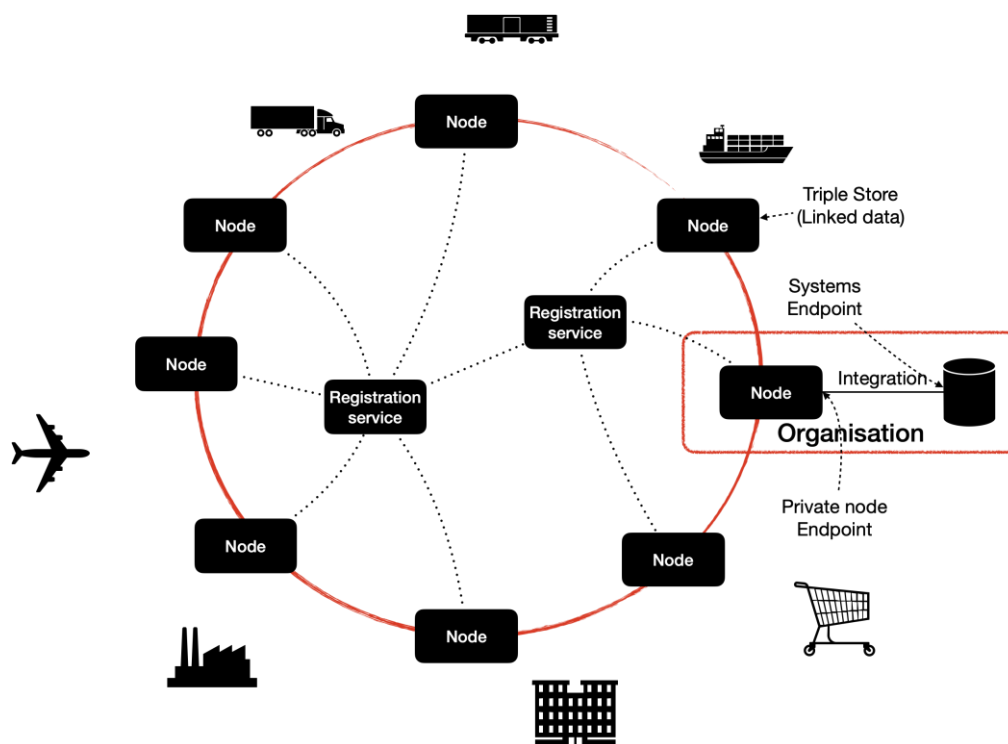 Node
Node
Node
Triple Store
(Linked data)
Systems
Endpoint
Registration
service
Node
Node
Integration
Registration
service
Organisation
Private node
Endpoint
Node
Node
Node